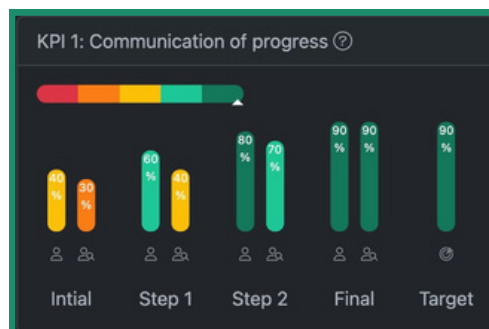 KPI 1: Communication of progress ?
40 %
30 %
60 %
40 %
80 %
70 %
90 %
90 %
90 %
Intial
Step 1
Step 2
Final
Target